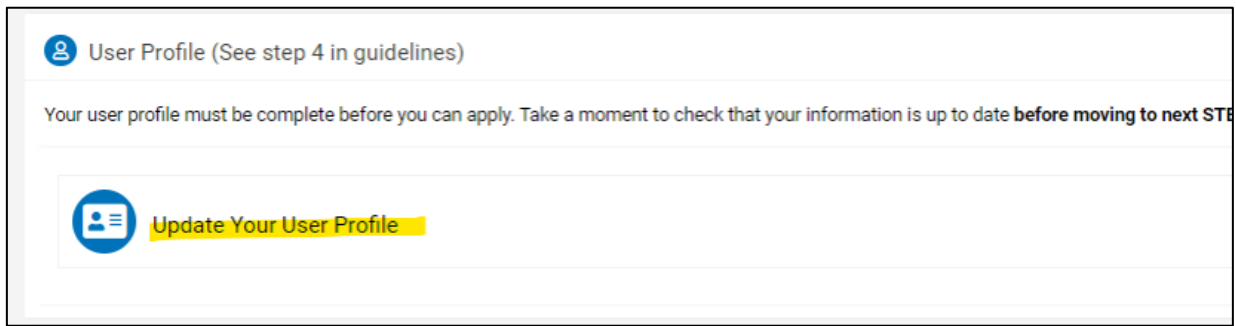 User Profile (See step 4 in guidelines)
Your user profile must be complete before you can apply. Take a moment to check that your information is up to date before moving to next
Update Your User Profile